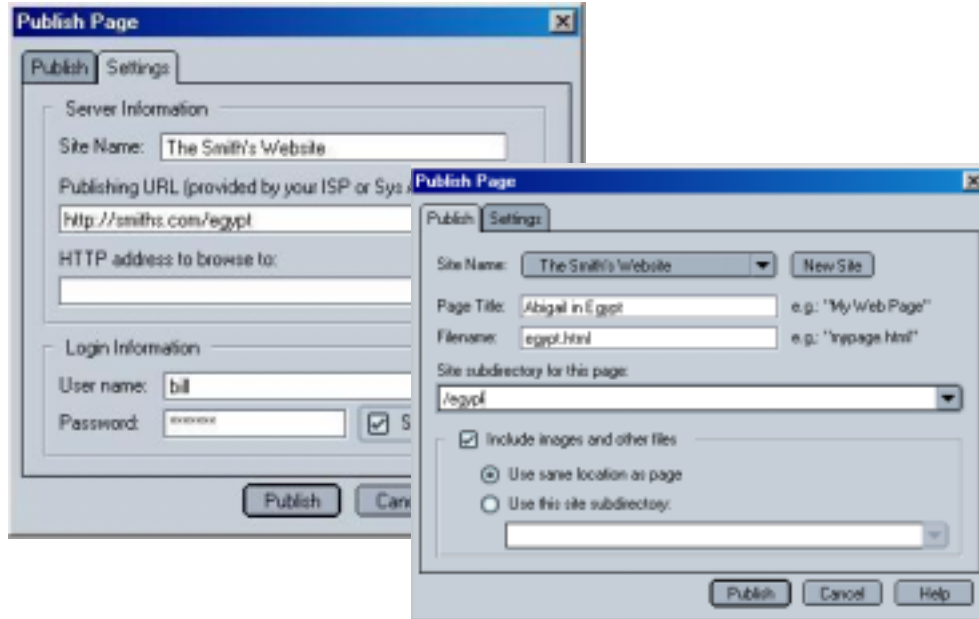 Publish Page
Publish Settings
Server Information
Site Name: The Smith's Website
Publishing URL (provided by your ISP or Sys
http://smiths.com/egypt
HTTP address to browse to:
Login Information
User name: bill
Password: *******
S
Publish Canc
Publish Page
Publish Settings
Site Name: The Smith's Website New Site
Page Title: Abigail in Egypt e.g.: "My Web Page"
Filename: egypt.html e.g.: "mypage.html"
Site subdirectory for this page:
/egypt
Include images and other files
Use same location as page
Use this site subdirectory:
Publish Cancel Help